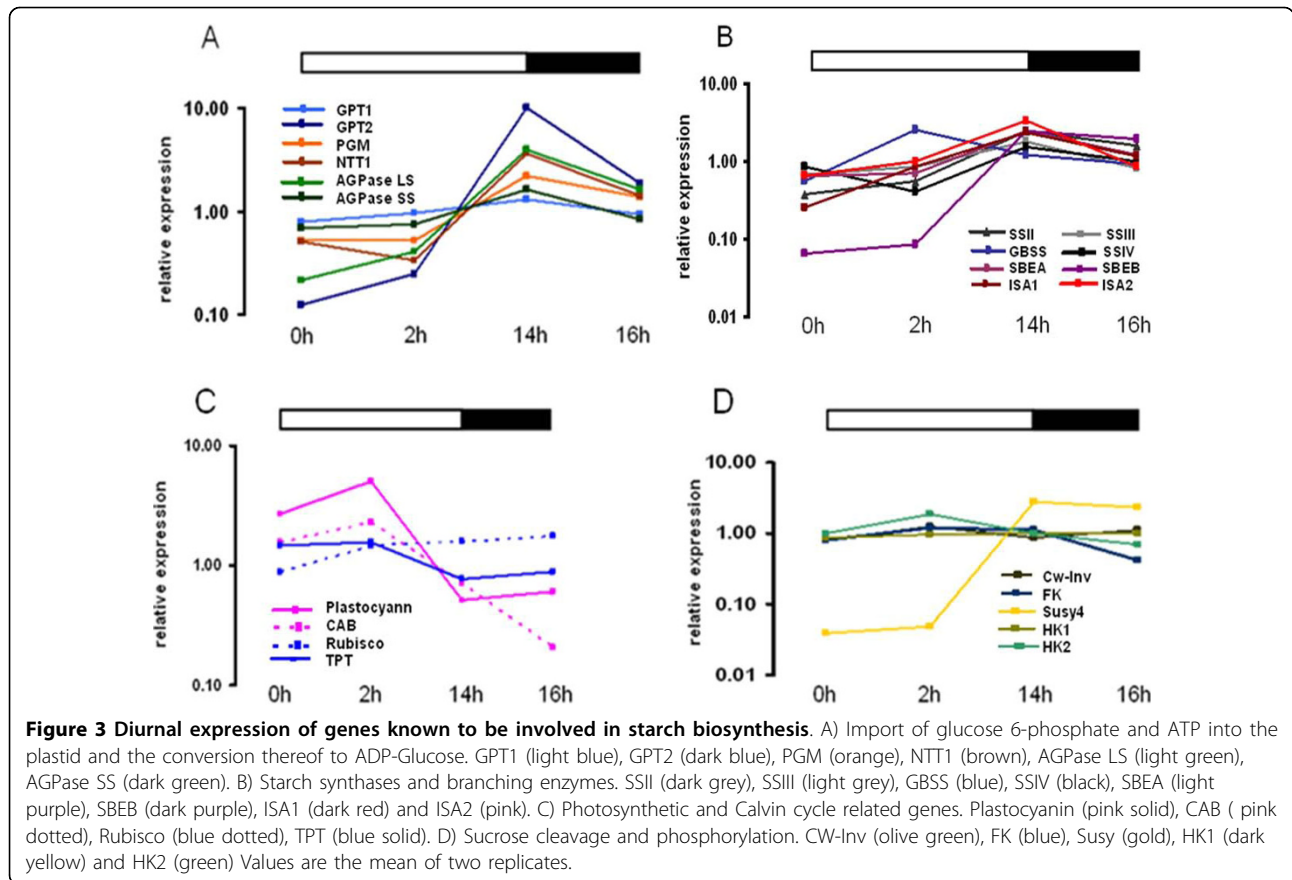 A
relative expression
10.00
1.00
0.10
GPT1
GPT2
PGM
NTT1
AGPase LS
AGPase SS
0h 2h 14h 16h
B
relative expression
10.00
1.00
0.10
0.01
SSII SSIII
GBSS SSIV
SBEA SBEB
ISA1 ISA2
0h 2h 14h 16h
C
relative expression
10.00
1.00
0.10
Plastocyann
CAB
Rubisco
TPT
0h 2h 14h 16h
D
relative expression
10.00
1.00
0.10
0.01
Cw-Inv
FK
Susy4
HK1
HK2
0h 2h 14h 16h
Figure 3 Diurnal expression of genes known to be involved in starch biosynthesis. A) Import of glucose 6-phosphate and ATP into the
plastid and the conversion thereof to ADP-Glucose. GPT1 (light blue), GPT2 (dark blue), PGM (orange), NTT1 (brown), AGPase LS (light green),
AGPase SS (dark green). B) Starch synthases and branching enzymes. SSII (dark grey), SSIII (light grey), GBSS (blue), SSIV (black), SBEA (light
purple), SBEB (dark purple), ISA1 (dark red) and ISA2 (pink). C) Photosynthetic and Calvin cycle related genes. Plastocyanin (pink solid), CAB ( pink
dotted), Rubisco (blue dotted), TPT (blue solid). D) Sucrose cleavage and phosphorylation. CW-Inv (olive green), FK (blue), Susy (gold), HK1 (dark
yellow) and HK2 (green) Values are the mean of two replicates.